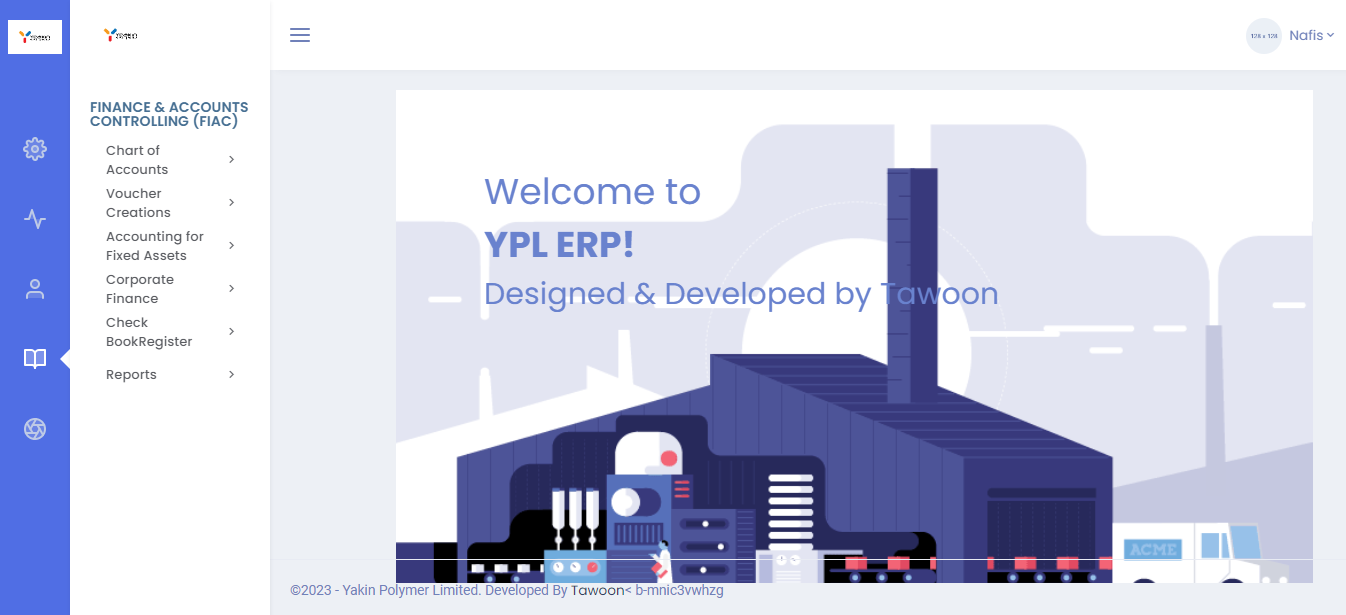 128 x 128
Nafis
FINANCE & ACCOUNTS
CONTROLLING (FIAC)
Chart of
Accounts
Voucher
Creations
Accounting for
Fixed Assets
Corporate
Finance
Check
BookRegister
Reports
Welcome to
YPL ERP!
Designed & Developed by Tawoon
ACME
©2023 - Yakin Polymer Limited. Developed By Tawoon< b-mnic3vwhzg